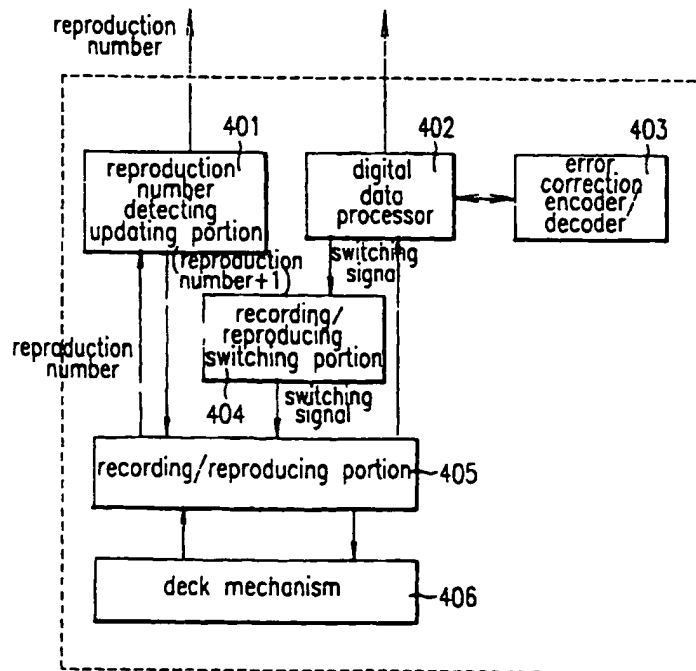 reproduction
number
401
402
403
reproduction
number
detecting
updating portion
digital
data
processor
error
correction
encoder/
decoder
(reproduction
number+1)
switching
signal
recording/
reproducing
switching portion
reproduction
number
404
switching
signal
recording/reproducing portion
405
deck mechanism
406